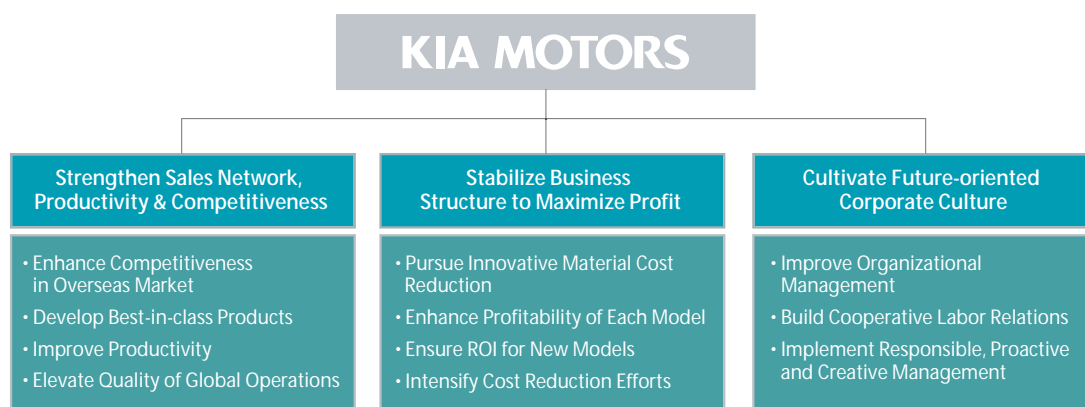 KIA MOTORS
Strengthen Sales Network,
Productivity & Competitiveness
• Enhance Competitiveness
in Overseas Market
• Develop Best-in-class Products
• Improve Productivity
• Elevate Quality of Global Operations
Stabilize Business
Structure to Maximize Profit
• Pursue Innovative Material Cost
Reduction
• Enhance Profitability of Each Model
• Ensure ROI for New Models
• Intensify Cost Reduction Efforts
Cultivate Future-oriented
Corporate Culture
• Improve Organizational
Management
• Build Cooperative Labor Relations
• Implement Responsible, Proactive
and Creative Management